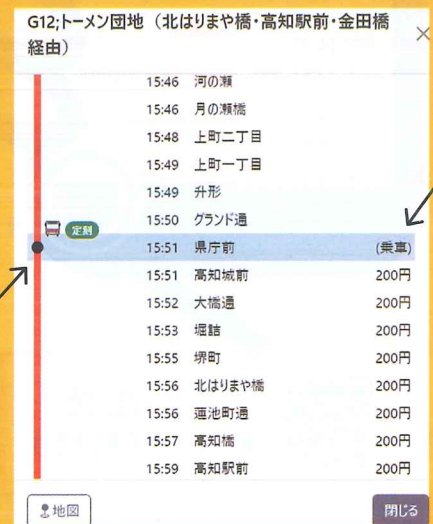 G12;トーメン団地（北はりまや橋・高知駅前・金田橋
経由）
×
15:46 河の瀬
15:46 月の瀬橋
15:48 上町二丁目
15:49 上町一丁目
15:49 升形
15:50 グランド通
定刻
15:51 県庁前 (乗車)
15:51 高知城前 200円
15:52 大橋通 200円
15:53 堀詰 200円
15:55 堺町 200円
15:56 北はりまや橋 200円
15:56 蓮池町通 200円
15:57 高知橋 200円
15:59 高知駅前 200円
地図 閉じる